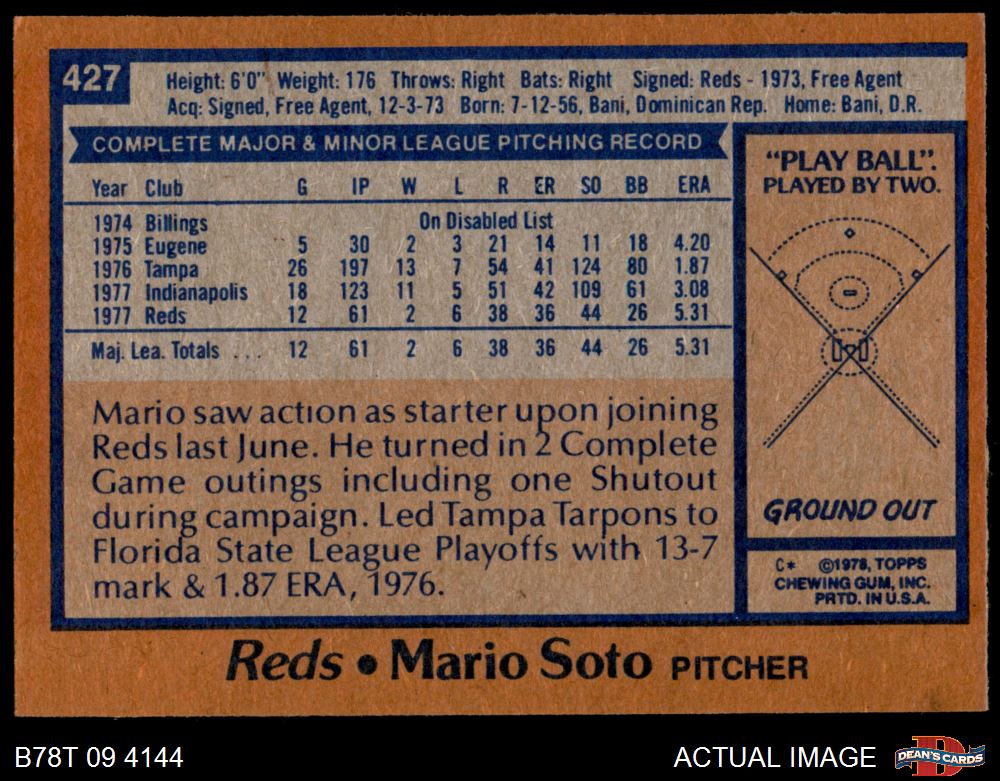 427
Height: 6'0" Weight: 176 Throws: Right Bats: Right Signed: Reds - 1973, Free Agent
Acq: Signed, Free Agent, 12-3-73 Born: 7-12-56, Bani, Dominican Rep. Home: Bani, D.R.
COMPLETE MAJOR & MINOR LEAGUE PITCHING RECORD
Year Club G IP W L R ER SO BB ERA
1974 Billings On Disabled List
1975 Eugene 5 30 2 3 21 14 11 18 4.20
1976 Tampa 26 197 13 7 54 41 124 80 1.87
1977 Indianapolis 18 123 11 5 51 42 109 61 3.08
1977 Reds 12 61 2 6 38 36 44 26 5.31
Maj. Lea. Totals ... 12 61 2 6 38 36 44 26 5.31
Mario saw action as starter upon joining
Reds last June. He turned in 2 Complete
Game outings including one Shutout
during campaign. Led Tampa Tarpons to
Florida State League Playoffs with 13-7
mark & 1.87 ERA, 1976.
"PLAY BALL".
PLAYED BY TWO.
GROUND OUT
C* ©1978, TOPPS
CHEWING GUM, INC.
PRTD. IN U.S.A.
Reds • Mario Soto PITCHER
B78T 09 4144
ACTUAL IMAGE
D
DEAN'S CARDS